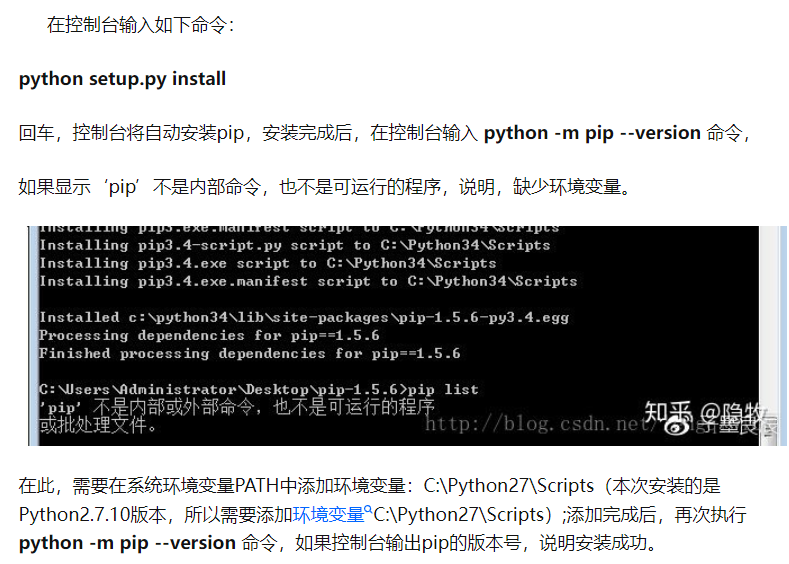 在控制台输入如下命令：
python setup.py install
回车，控制台将自动安装pip，安装完成后，在控制台输入 python -m pip --version 命令，
如果显示‘pip’不是内部命令，也不是可运行的程序，说明，缺少环境变量。
Installing pip3.exe.manifest script to C:\Python34\Scripts
Installing pip3.4-script.py script to C:\Python34\Scripts
Installing pip3.4.exe script to C:\Python34\Scripts
Installing pip3.4.exe.manifest script to C:\Python34\Scripts
Installed c:\python34\lib\site-packages\pip-1.5.6-py3.4.egg
Processing dependencies for pip==1.5.6
Finished processing dependencies for pip==1.5.6
C:\Users\Administrator\Desktop\pip-1.5.6>pip list
'pip' 不是内部或外部命令，也不是可运行的程序
或批处理文件。
知乎 @隐牧
http://blog.csdn.net/
在此，需要在系统环境变量PATH中添加环境变量：C:\Python27\Scripts（本次安装的是
Python2.7.10版本，所以需要添加环境变量C:\Python27\Scripts）;添加完成后，再次执行
python -m pip --version 命令，如果控制台输出pip的版本号，说明安装成功。